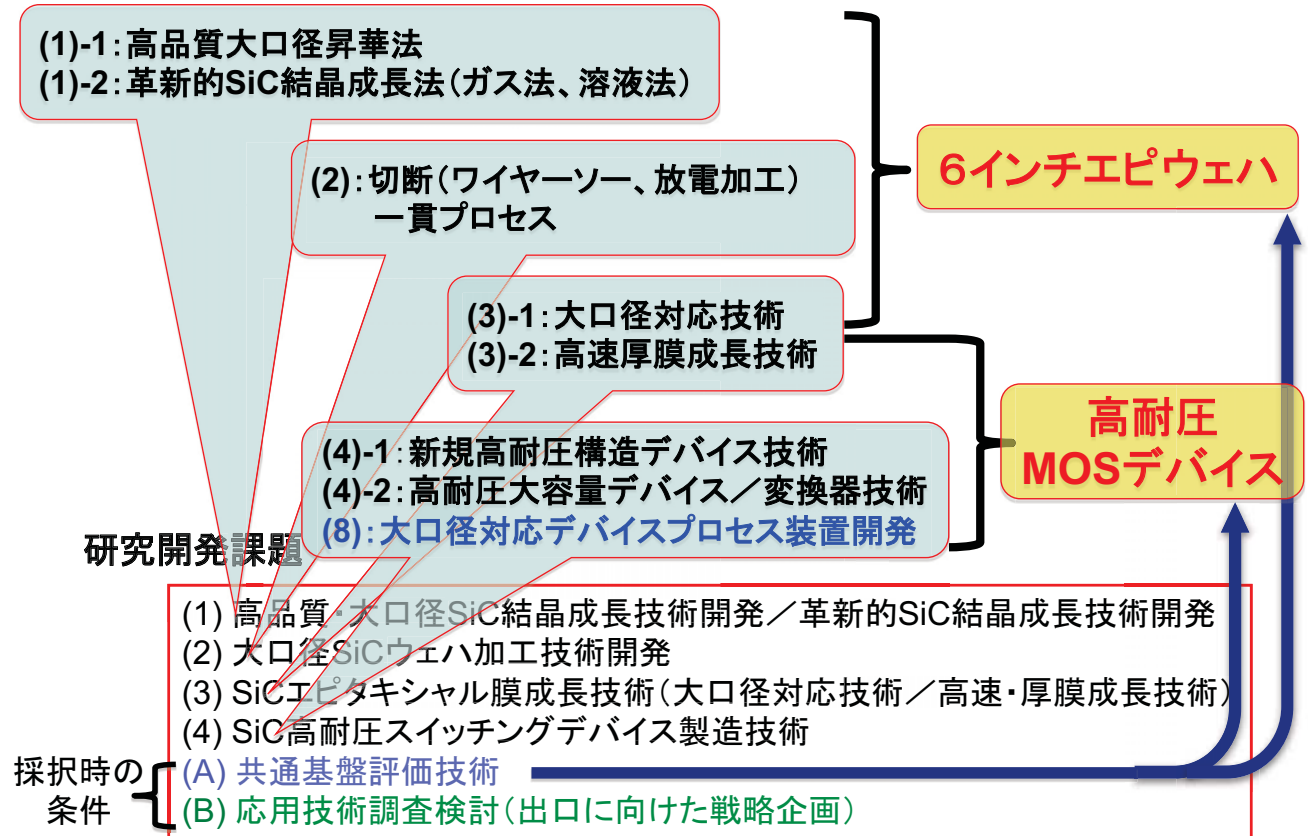 (1)-1:高品質大口径昇華法
(1)-2:革新的SiC結晶成長法(ガス法、溶液法)
(2):切断(ワイヤーソー、放電加工)
一貫プロセス
6インチエピウェハ
(3)-1:大口径対応技術
(3)-2:高速厚膜成長技術
高耐圧
MOSデバイス
(4)-1:新規高耐圧構造デバイス技術
(4)-2:高耐圧大容量デバイス/変換器技術
(8):大口径対応デバイスプロセス装置開発
研究開発課題
(1) 高品質・大口径SiC結晶成長技術開発/革新的SiC結晶成長技術開発
(2) 大口径SiCウェハ加工技術開発
(3) SiCエピタキシャル膜成長技術(大口径対応技術/高速・厚膜成長技術)
(4) SiC高耐圧スイッチングデバイス製造技術
採択時の
条件
(A) 共通基盤評価技術
(B) 応用技術調査検討(出口に向けた戦略企画)